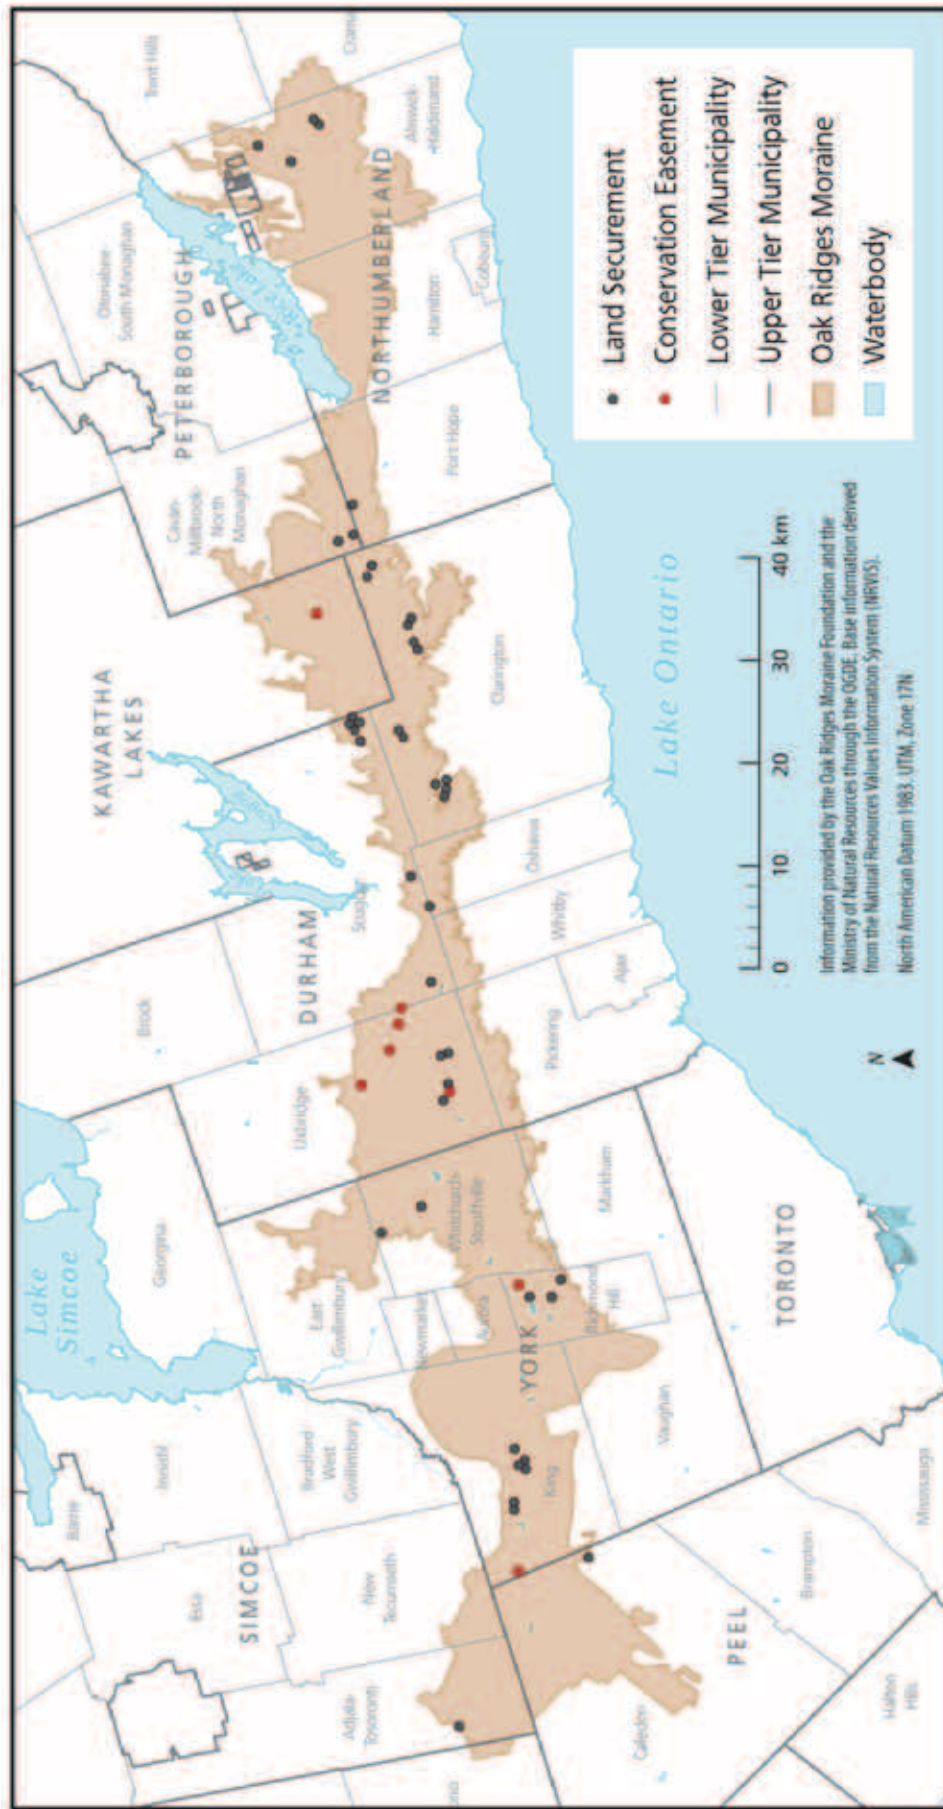 Lake
Simcoe
Barrie
Innisfil
Essa
SIMCOE
Bradford
West
Gwillimbury
New
Tecumseth
Adjala-
Tosorontio
ono
Georgina
East
Gwillimbury
Newmarket
Aurora
YORK
King
Whitchurch-
Stouffville
Richmond
Hill
Markham
Vaughan
TORONTO
PEEL
Caledon
Brampton
Mississauga
Halton
Hills
Brock
Uxbridge
DURHAM
Scugog
Pickering
Ajax
Whitby
Oshawa
Clarington
KAWARTHA
LAKES
Cavan-
Millbrook-
North
Monaghan
PETERBOROUGH
Otonabee
South Monaghan
Trent Hills
Rice Lake
NORTHUMBERLAND
Port Hope
Hamilton
Cobourg
Alnwick-
Haldimand
Crama
Lake Ontario
Land Securement
Conservation Easement
Lower Tier Municipality
Upper Tier Municipality
Oak Ridges Moraine
Waterbody
0 10 20 30 40 km
Information provided by the Oak Ridges Moraine Foundation and the
Ministry of Natural Resources through the OGDE. Base information derived
from the Natural Resources Values Information System (NRVIS).
North American Datum 1983, UTM, Zone 17N
N